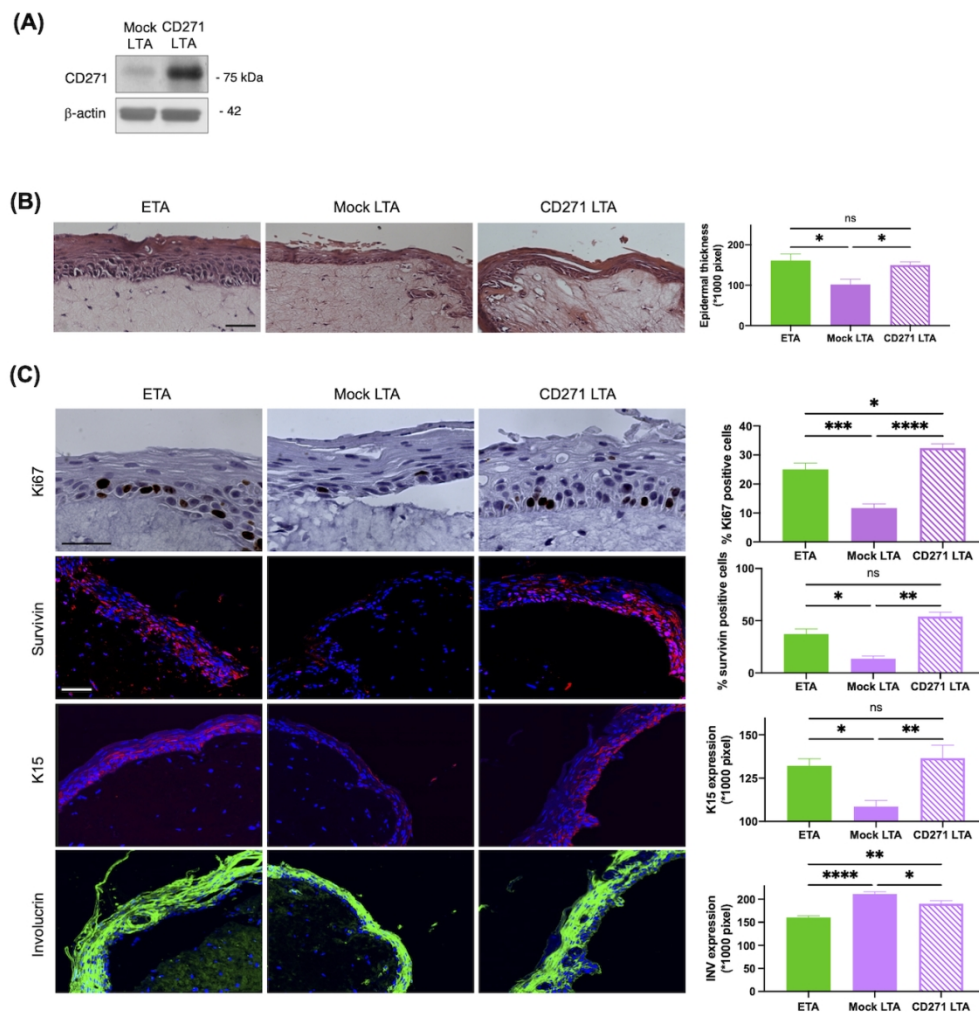 (A)
Mock CD271
LTA LTA
CD271
- 75 kDa
β-actin
- 42
(B)
ETA
Mock LTA
CD271 LTA
ns
*
*
Epidermal thickness
(*1000 pixel)
200
100
0
ETA
Mock LTA
CD271 LTA
(C)
ETA
Mock LTA
CD271 LTA
Ki67
*
***
****
% Ki67 positive cells
40
30
20
10
0
ETA
Mock LTA
CD271 LTA
Survivin
ns
*
**
% survivin positive cells
100
50
0
ETA
Mock LTA
CD271 LTA
K15
ns
*
**
K15 expression
(*1000 pixel)
150
125
100
ETA
Mock LTA
CD271 LTA
Involucrin
**
****
*
INV expression
(*1000 pixel)
200
150
100
50
0
ETA
Mock LTA
CD271 LTA